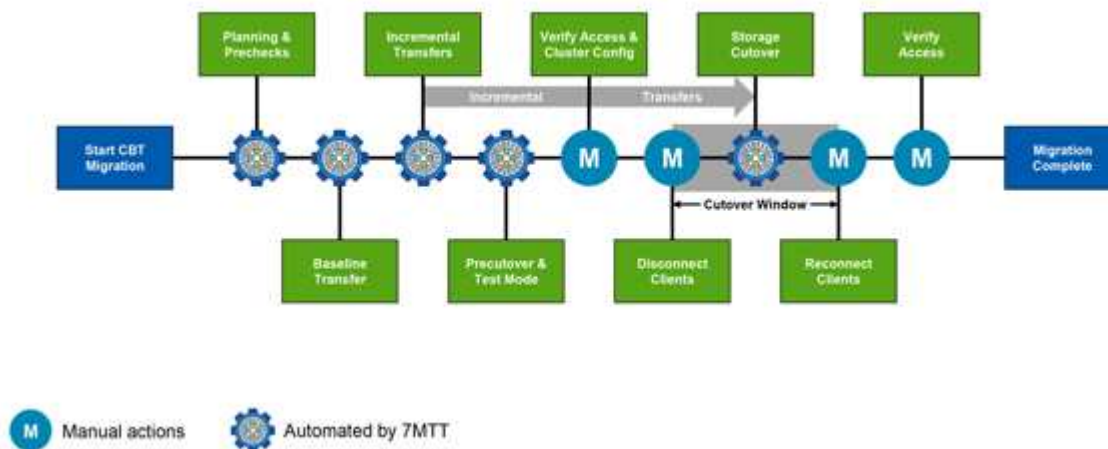 Planning &
Prechecks
Incremental
Transfers
Verify Access &
Cluster Config
Storage
Cutover
Verify
Access
Incremental
Transfers
Start CBT
Migration
M
M
M
M
Migration
Complete
Cutover Window
Baseline
Transfer
Precutover &
Test Mode
Disconnect
Clients
Reconnect
Clients
M
Manual actions
Automated by 7MTT